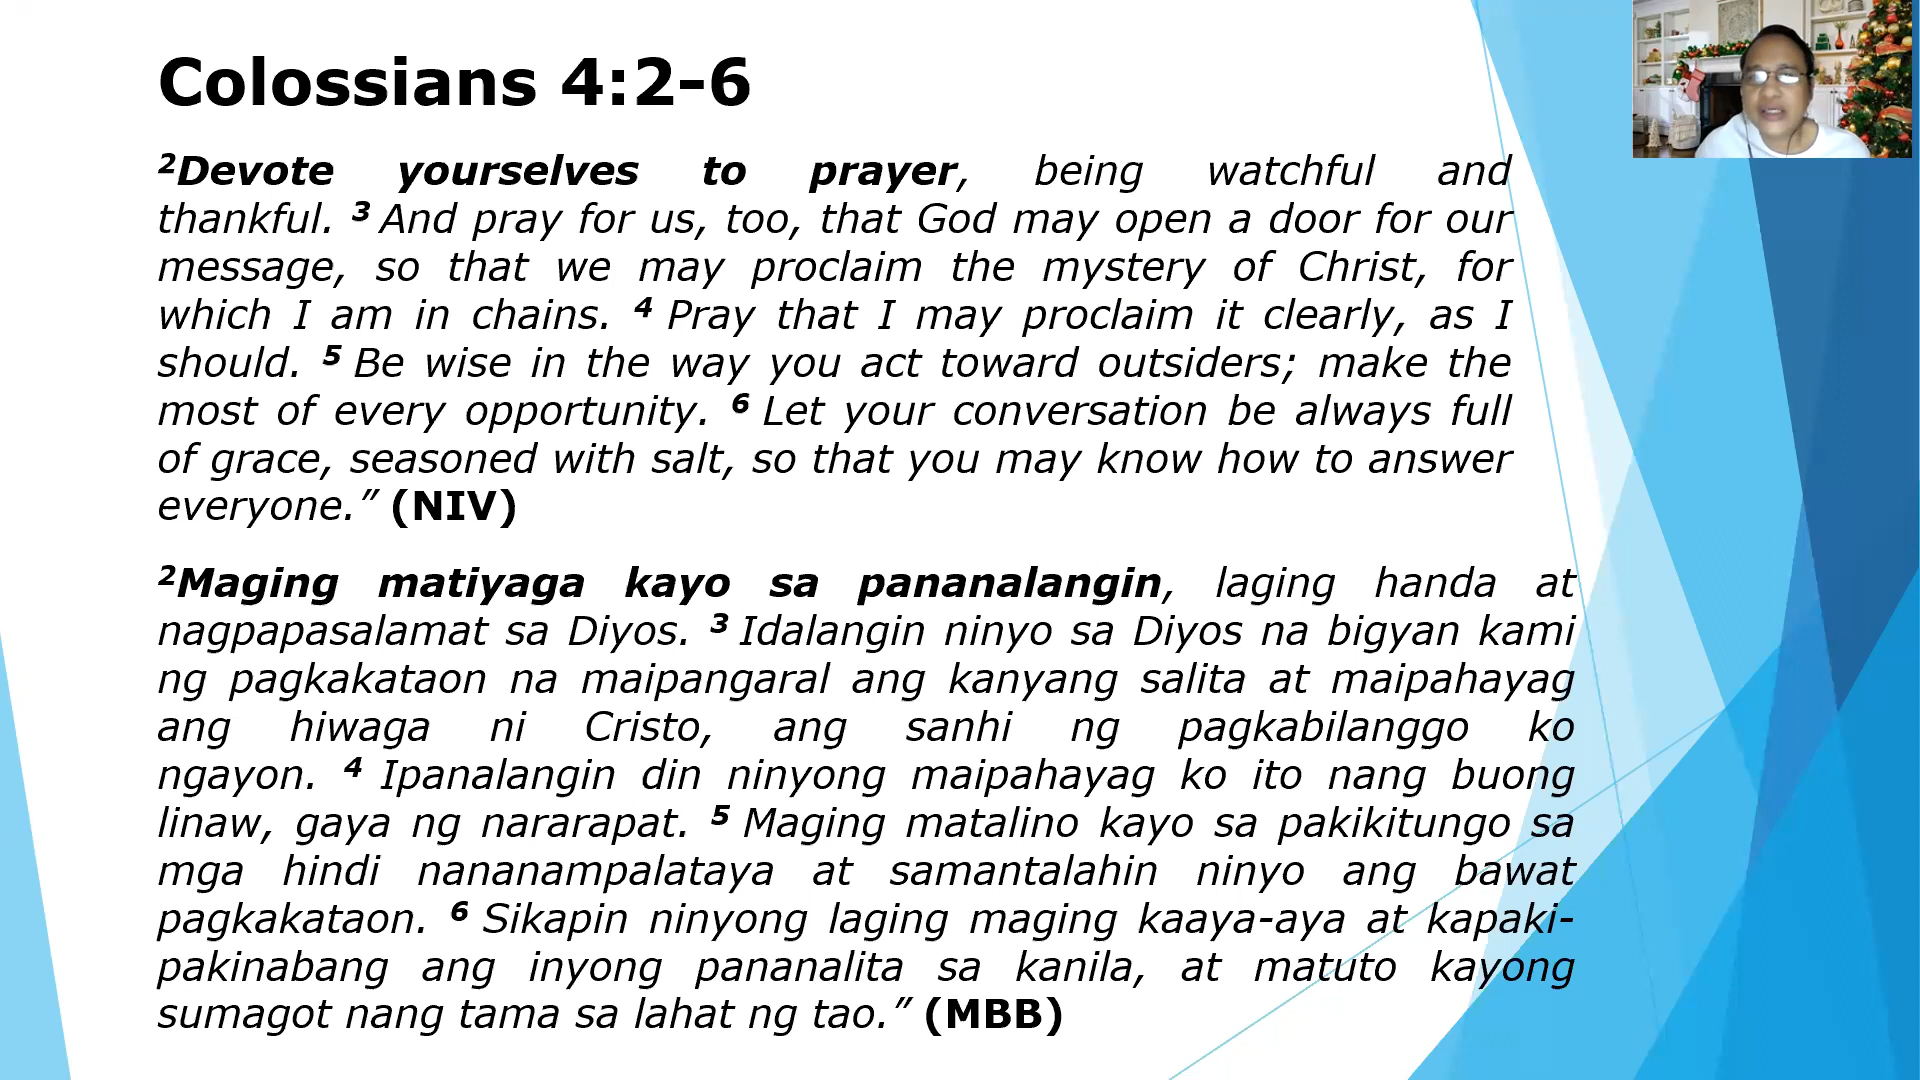 Colossians 4:2-6
²Devote yourselves to prayer, being watchful and
thankful. ³ And pray for us, too, that God may open a door for our
message, so that we may proclaim the mystery of Christ, for
which I am in chains. ⁴ Pray that I may proclaim it clearly, as I
should. ⁵ Be wise in the way you act toward outsiders; make the
most of every opportunity. ⁶ Let your conversation be always full
of grace, seasoned with salt, so that you may know how to answer
everyone.” (NIV)
²Maging matiyaga kayo sa pananalangin, laging handa at
nagpapasalamat sa Diyos. ³ Idalangin ninyo sa Diyos na bigyan kami
ng pagkakataon na maipangaral ang kanyang salita at maipahayag
ang hiwaga ni Cristo, ang sanhi ng pagkabilanggo ko
ngayon. ⁴ Ipanalangin din ninyong maipahayag ko ito nang buong
linaw, gaya ng nararapat. ⁵ Maging matalino kayo sa pakikitungo sa
mga hindi nananampalataya at samantalahin ninyo ang bawat
pagkakataon. ⁶ Sikapin ninyong laging maging kaaya-aya at kapaki-
pakinabang ang inyong pananalita sa kanila, at matuto kayong
sumagot nang tama sa lahat ng tao.” (MBB)